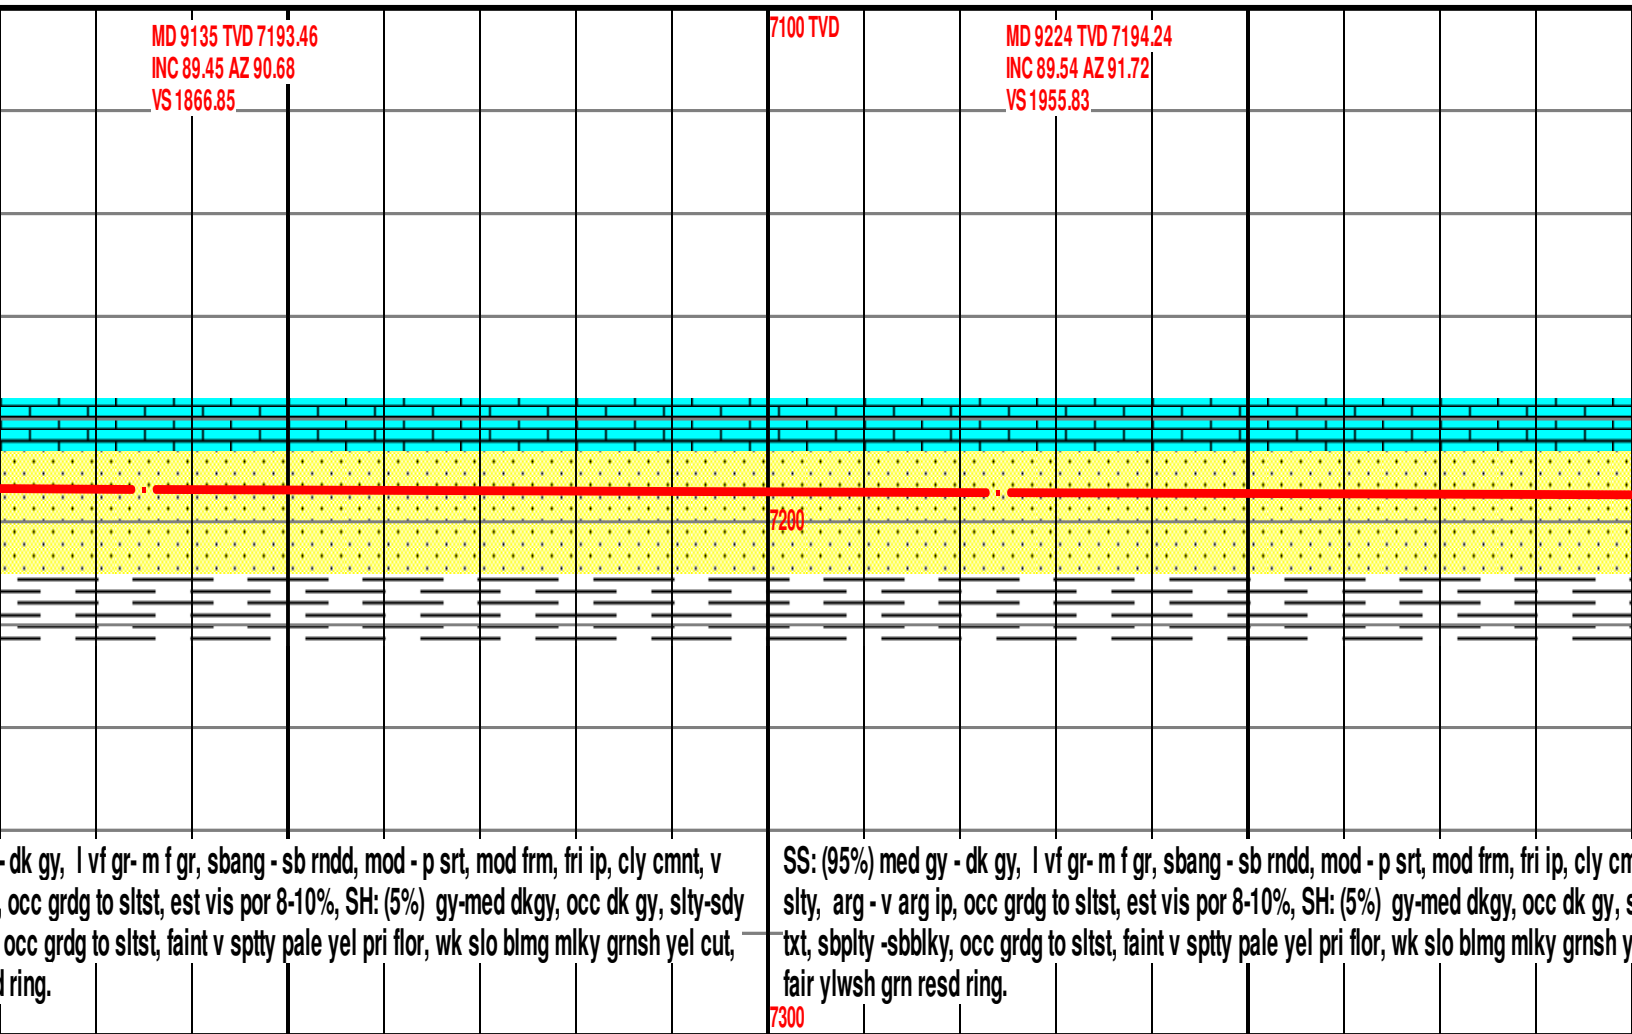 MD 9135 TVD 7193.46
INC 89.45 AZ 90.68
VS 1866.85
7100 TVD
MD 9224 TVD 7194.24
INC 89.54 AZ 91.72
VS 1955.83
7200
- dk gy, l vf gr- m f gr, sbang - sb rndd, mod - p srt, mod frm, fri ip, cly cmnt, v
, occ grdg to sltst, est vis por 8-10%, SH: (5%) gy-med dkgy, occ dk gy, slty-sdy
occ grdg to sltst, faint v sptty pale yel pri flor, wk slo blmg mlky grnsh yel cut,
ring.
SS: (95%) med gy - dk gy, l vf gr- m f gr, sbang - sb rndd, mod - p srt, mod frm, fri ip, cly cm
slty, arg - v arg ip, occ grdg to sltst, est vis por 8-10%, SH: (5%) gy-med dkgy, occ dk gy, s
txt, sbplty -sbblky, occ grdg to sltst, faint v sptty pale yel pri flor, wk slo blmg mlky grnsh y
fair ylwsh grn resd ring.
7300